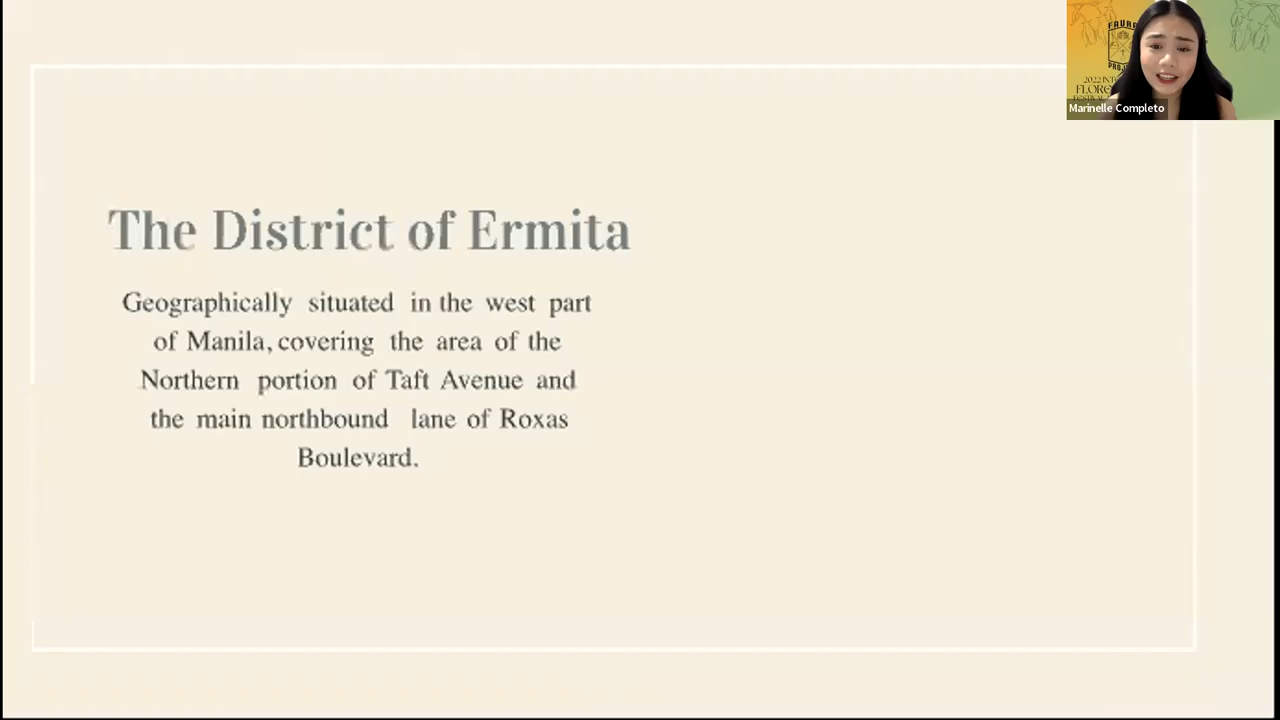 The District of Ermita
Geographically situated in the west part
of Manila, covering the area of the
Northern portion of Taft Avenue and
the main northbound lane of Roxas
Boulevard.
Marinelle Completo